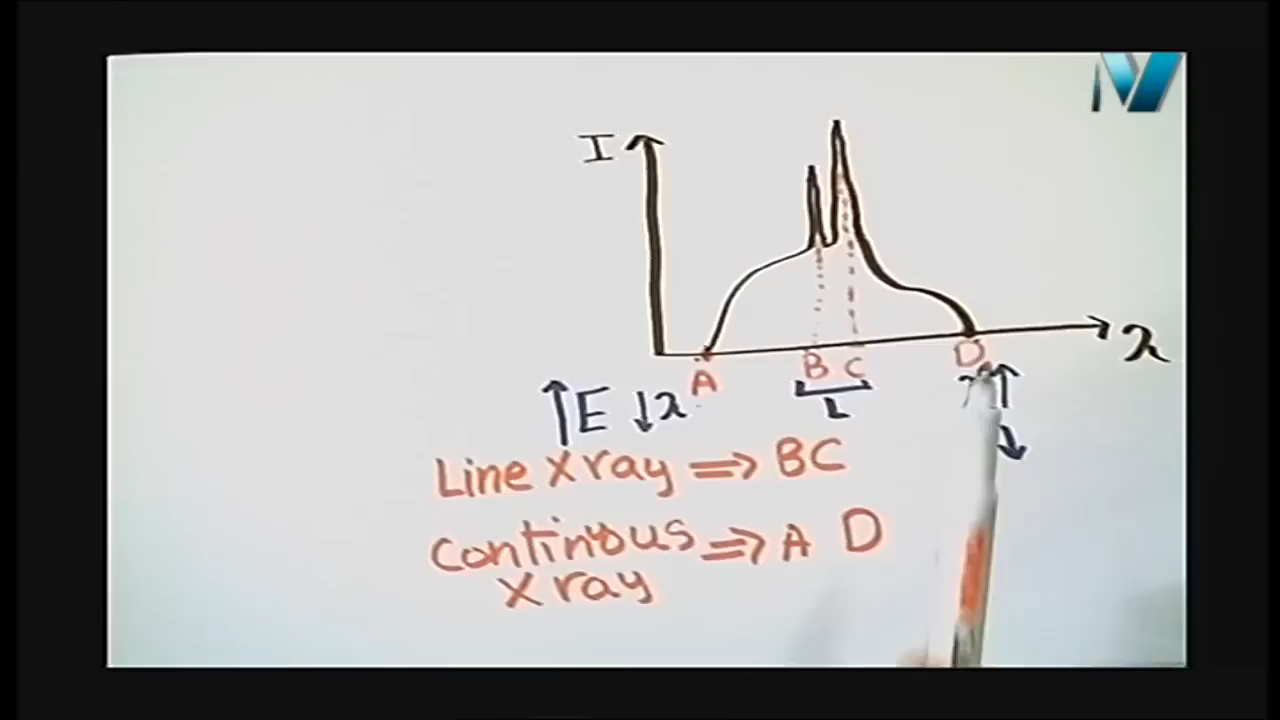 I
λ
A
B C
D
L
↑E ↓λ
Line X ray ⇒ BC
Continous ⇒ A D
X ray